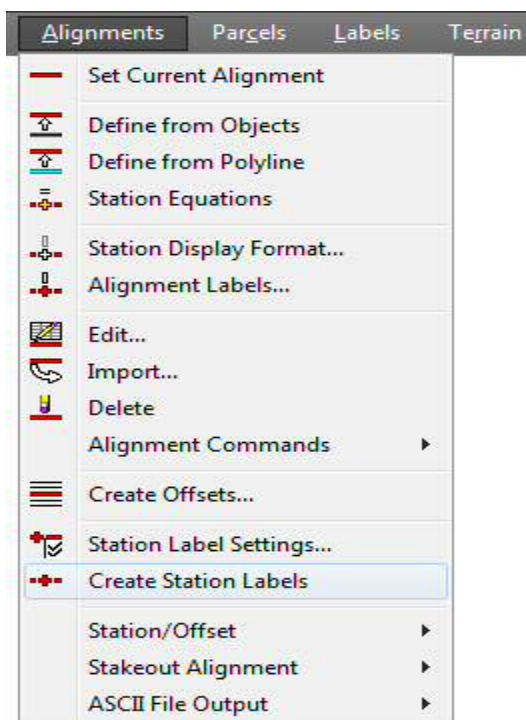 Alignments Parcels Labels Terrain
Set Current Alignment
Define from Objects
Define from Polyline
Station Equations
Station Display Format...
Alignment Labels...
Edit...
Import...
Delete
Alignment Commands
Create Offsets...
Station Label Settings...
Create Station Labels
Station/Offset
Stakeout Alignment
ASCII File Output